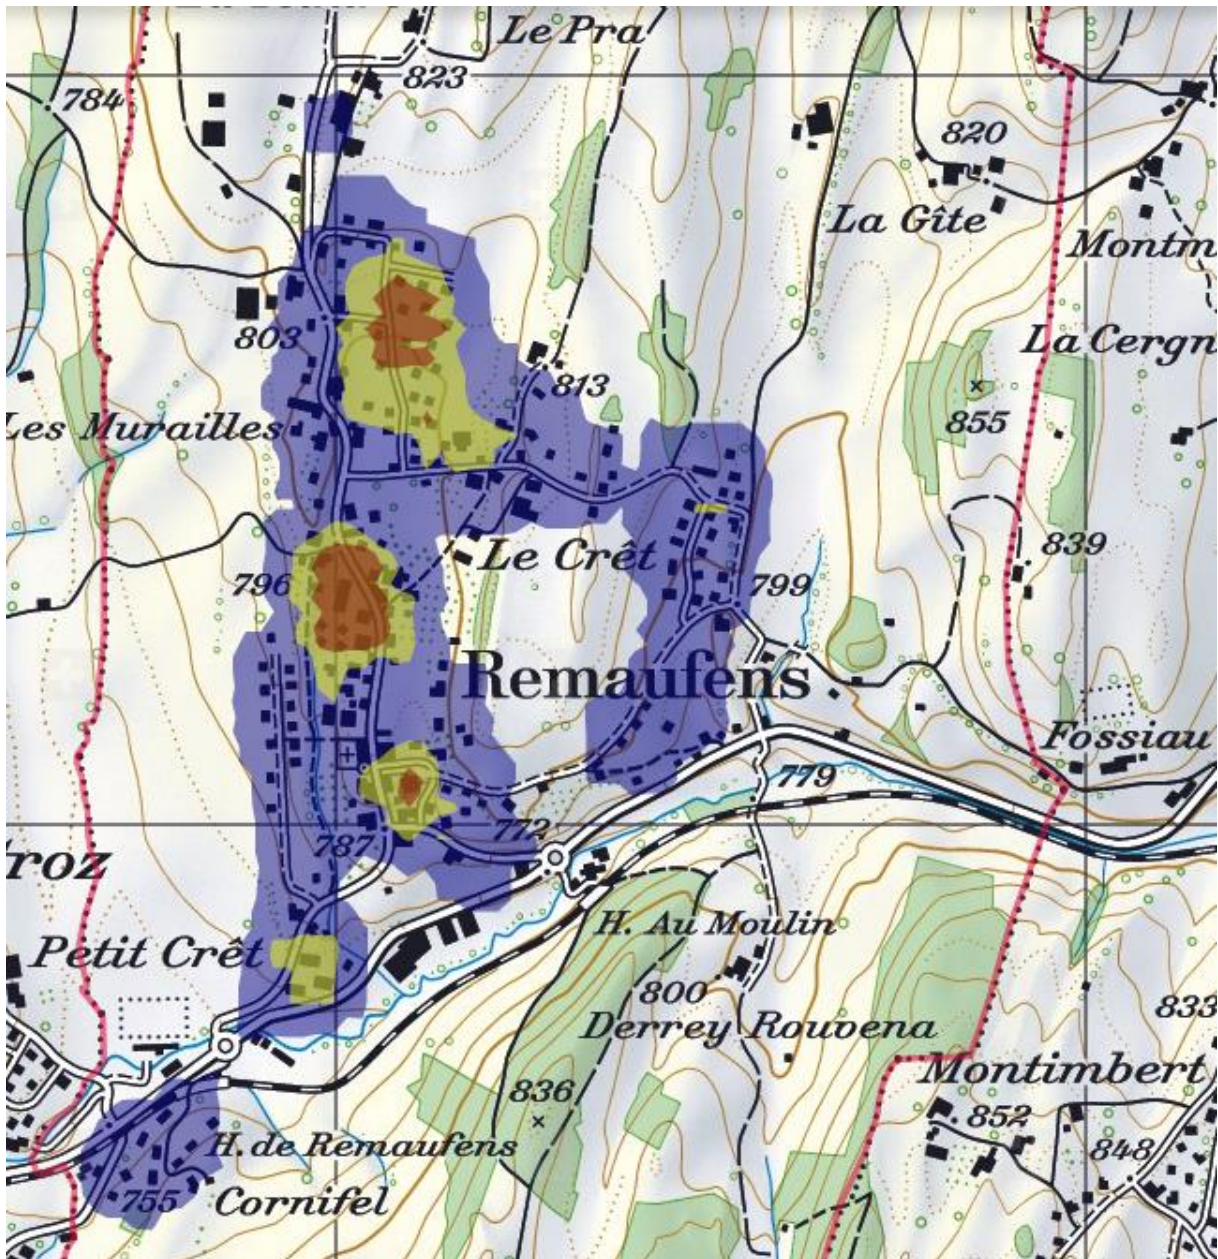 Le Pra
823
784
820
La Gîte
Montm
803
La Cergn
813
855
Les Murailles
839
Le Crêt
796
799
Remaufens
Fossiau
779
772
787
roz
H. Au Moulin
Petit Crêt
800
833
Derrey Rouvena
Montimbert
836
852
H. de Remaufens
848
755
Cornifel